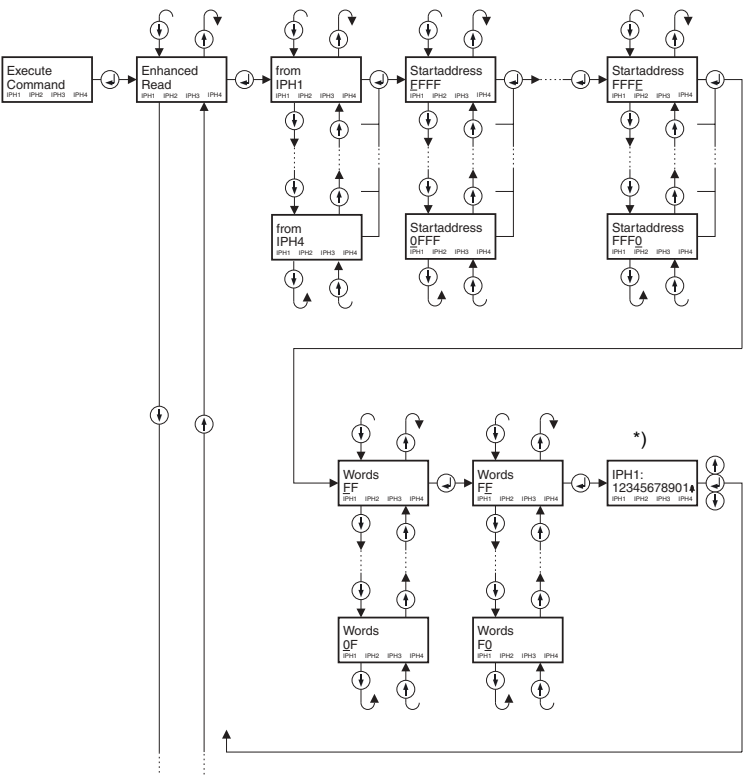 Execute
Command
IPH1 IPH2 IPH3 IPH4
Enhanced
Read
IPH1 IPH2 IPH3 IPH4
from
IPH1
IPH1 IPH2 IPH3 IPH4
Startaddress
FFFF
IPH1 IPH2 IPH3 IPH4
Startaddress
FFFF
IPH1 IPH2 IPH3 IPH4
from
IPH4
IPH1 IPH2 IPH3 IPH4
Startaddress
0FFF
IPH1 IPH2 IPH3 IPH4
Startaddress
FFF0
IPH1 IPH2 IPH3 IPH4
*)
Words
FF
IPH1 IPH2 IPH3 IPH4
Words
FF
IPH1 IPH2 IPH3 IPH4
IPH1:
12345678901
IPH1 IPH2 IPH3 IPH4
Words
0F
IPH1 IPH2 IPH3 IPH4
Words
F0
IPH1 IPH2 IPH3 IPH4